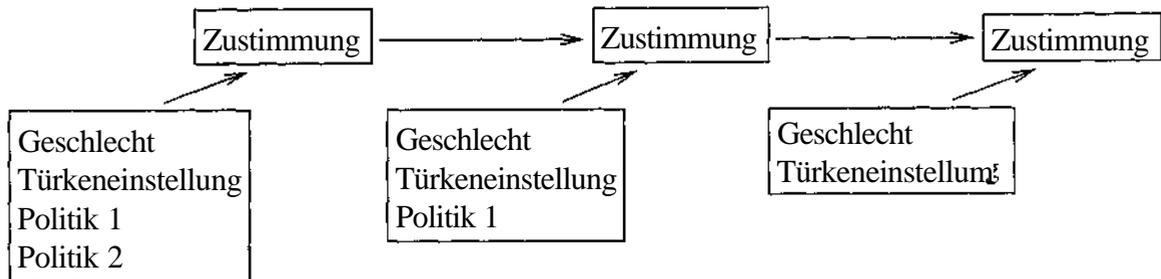 Zustimmung
Zustimmung
Zustimmung
Geschlecht
Türkeneinstellung
Politik 1
Politik 2
Geschlecht
Türkeneinstellung
Politik 1
Geschlecht
Türkeneinstellung